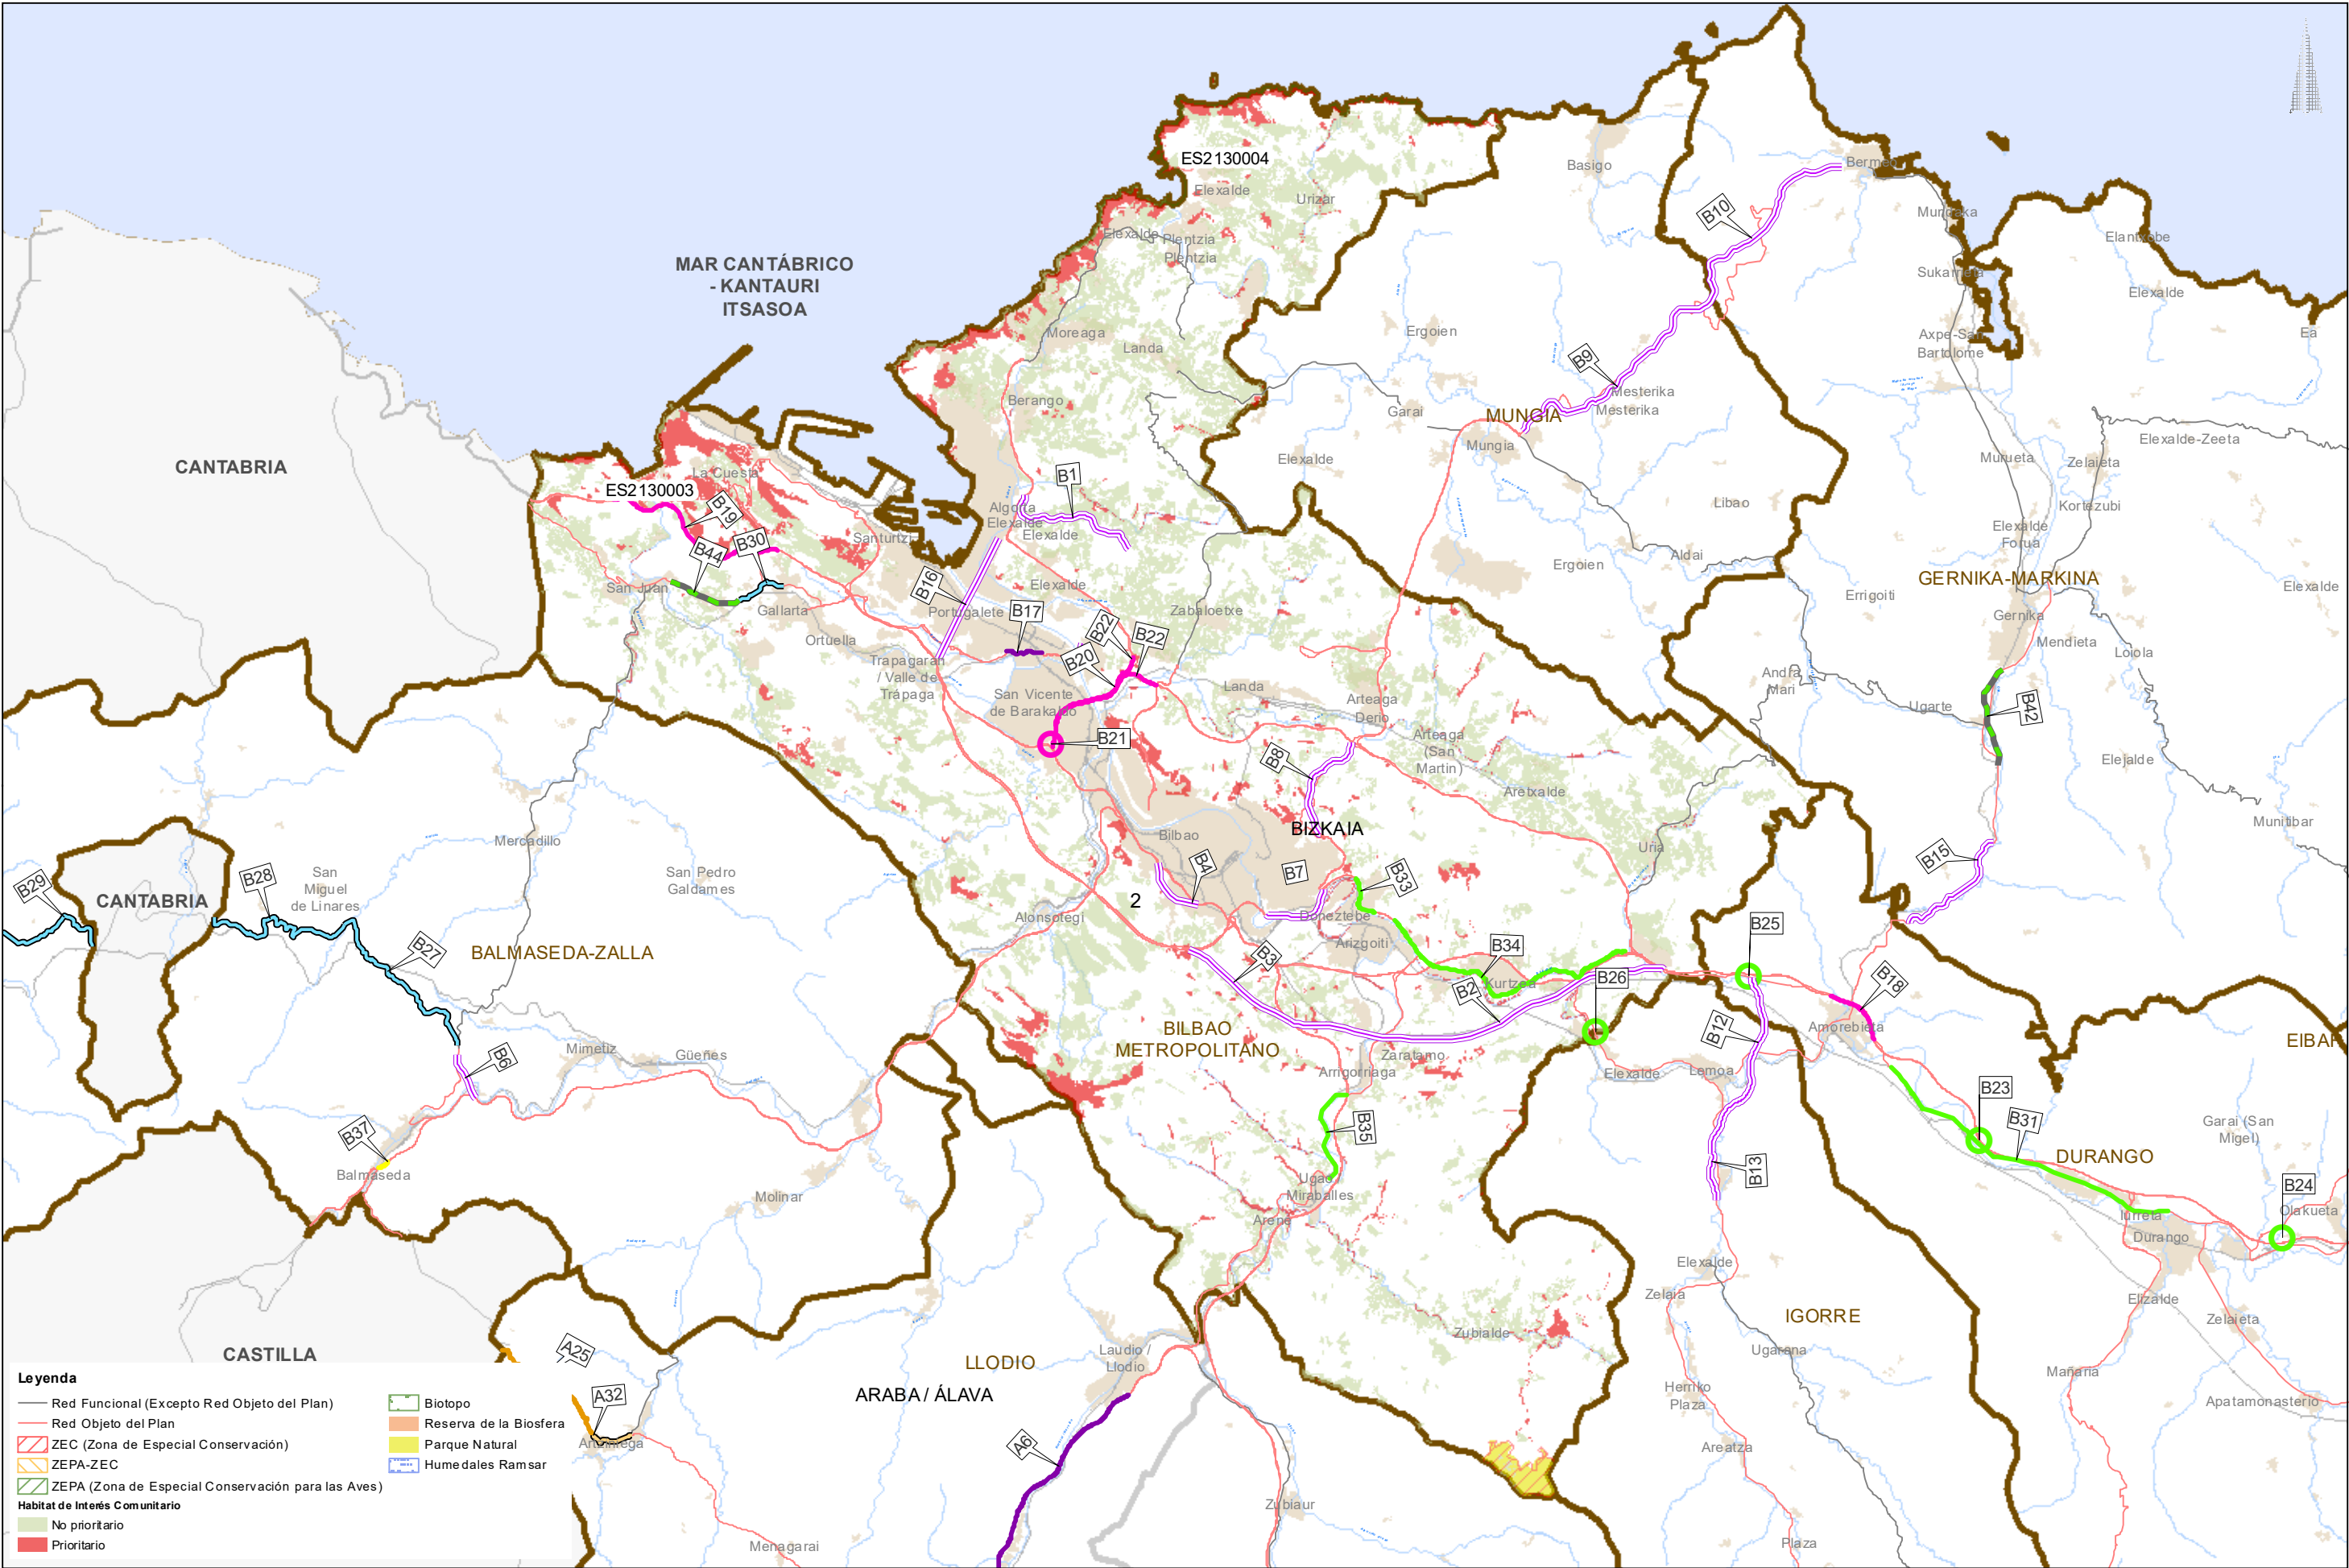 ES2130004
Elexalde
Urizar
Basigo
Bermeo
B10
Mundaka
Elantxobe
Elexalde
Plentzia
Plentzia
MAR CANTÁBRICO
- KANTAURI
ITSASOA
Sukarrieta
Elexalde
Ea
Moreaga
Landa
Ergoien
Axpe-San
Bartolome
B9
Mesterika
Mesterika
Berango
Garai
MUNGIA
Mungia
Elexalde-Zeeta
CANTABRIA
La Cuesta
Elexalde
Murueta
Zelaieta
ES2130003
B19
B1
Algorta
Elexalde
Elexalde
Libao
Kortezubi
Elexalde
Forua
Santurtzi
B44
B30
Aldai
Ergoien
GERNIKA-MARKINA
San Juan
Gallarta
B16
Elexalde
Portugalete
B17
Zabaloetxe
Errigoiti
Elexalde
Gernika
Mendieta
Loiola
Ortuella
B22
B22
B20
Trapagaran
/ Valle de
Trápaga
San Vicente
de Barakaldo
Landa
Arteaga
Derio
Andra
Mari
Ugarte
B42
B21
Arteaga
(San
Martin)
B8
Elejalde
Aretxalde
Munitibar
Mercadillo
Bilbao
BIZKAIA
Uria
B15
San Pedro
Galdames
San
Miguel
de Linares
B29
CANTABRIA
B28
B4
B7
B33
2
Alonsotegi
Doneztebe
Arizgoiti
B25
B27
BALMASEDA-ZALLA
B3
B34
Kurtzea
B2
B26
B18
Amorebieta
BILBAO
METROPOLITANO
B12
EIBAR
B6
Mimetiz
Güeñes
Zaratamo
Arrigorriaga
Elexalde
Lemoa
B23
B31
Garai (San
Migel)
B37
Balmaseda
B35
B13
DURANGO
Ugao
Miraballes
Molinar
Arene
B24
Olakueta
Iurreta
Durango
Elexalde
Zelaia
Elizalde
IGORRE
Zelaieta
CASTILLA
A25
LLODIO
Laudio /
Llodio
Zubialde
Ugarana
Mañaria
ARABA / ÁLAVA
A32
Artziniega
Herriko
Plaza
Apatamonasterio
A6
Areatza
Zubiaur
Menagarai
Plaza
Leyenda
Red Funcional (Excepto Red Objeto del Plan)
Red Objeto del Plan
ZEC (Zona de Especial Conservación)
ZEPA-ZEC
ZEPA (Zona de Especial Conservación para las Aves)
Habitat de Interés Comunitario
No prioritario
Prioritario
Biotopo
Reserva de la Biosfera
Parque Natural
Humedales Ramsar